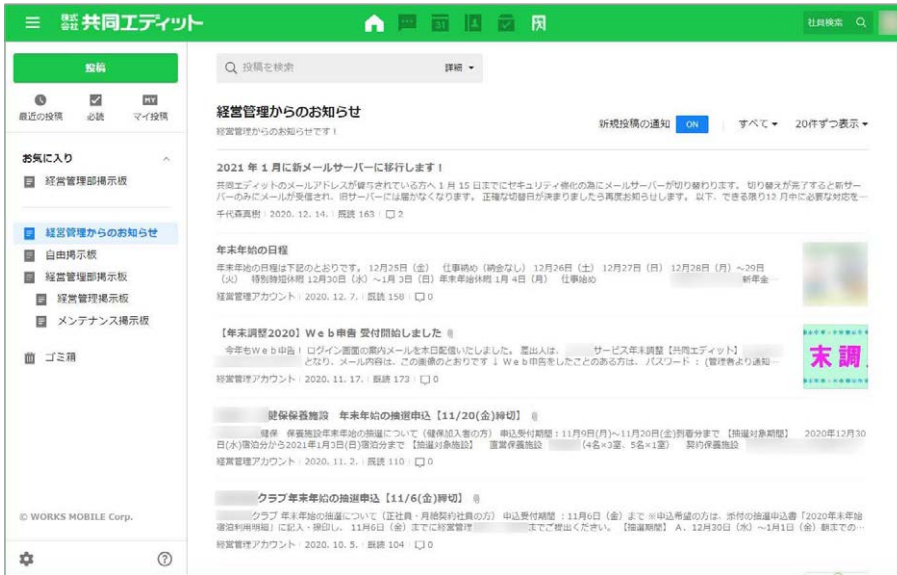 株式会社 共同エディット
31
社員検索
投稿
最近の投稿
必読
MY
マイ投稿
お気に入り
経営管理部掲示板
経営管理からのお知らせ
自由掲示板
経営管理部掲示板
経営管理掲示板
メンテナンス掲示板
ゴミ箱
© WORKS MOBILE Corp.
投稿を検索
詳細
経営管理からのお知らせ
経営管理からのお知らせです！
新規投稿の通知 ON すべて 20件ずつ表示
2021 年 1 月に新メールサーバーに移行します！
共同エディットのメールアドレスが貸与されている方へ 1 月 15 日までにセキュリティ強化の為にメールサーバーが切り替わります。 切り替えが完了すると新サー
バーのみにメールが受信され、旧サーバーには届かなくなります。 正確な切替日が決まりましたら再度お知らせします。 以下、できる限り12 月中に必要な対応を…
千代森真樹 2020. 12. 14. 既読 163 2
年末年始の日程
年末年始の日程は下記のとおりです。 12月25日（金） 仕事納め（納会なし） 12月26日（土） 12月27日（日） 12月28日（月）～29日
（火） 特別時短休暇 12月30日（水）～1月 3日（日）年末年始休暇 1月 4日（月） 仕事始め 新年会…
経営管理アカウント 2020. 12. 7. 既読 158 0
【年末調整2020】Ｗｅｂ申告 受付開始しました
今年もＷｅｂ申告！ ログイン画面の案内メールを本日配信いたしました。 差出人は、 サービス年末調整【共同エディット】
となり、メール内容は、この画像のとおりです ↓ Ｗｅｂ申告をしたことのある方は、パスワード ：（管理者より通知…
経営管理アカウント 2020. 11. 17. 既読 173 0
末調
健保保養施設 年末年始の抽選申込【11/20(金)締切】
健保 保養施設年末年始の抽選について（健保加入者の方） 申込受付期間：11月9日(月)～11月20日(金)到着分まで 【抽選対象期間】 2020年12月30
日(水)宿泊分から2021年1月3日(日)宿泊分まで 【抽選対象施設】 直営保養施設 （4名×3室、5名×1室） 契約保養施設
経営管理アカウント 2020. 11. 2. 既読 110 0
クラブ年末年始の抽選申込【11/6(金)締切】
クラブ 年末年始の抽選について（正社員・月給契約社員の方） 申込受付期間 ：11月6日（金）まで ※申込希望の方は、添付の抽選申込書「2020年末年始
宿泊利用明細」に記入・捺印し、 11月6日（金）までに経営管理 までご提出ください。 【抽選期間】 A．12月30日（水）～1月1日（金）朝までの…
経営管理アカウント 2020. 10. 5. 既読 104 0